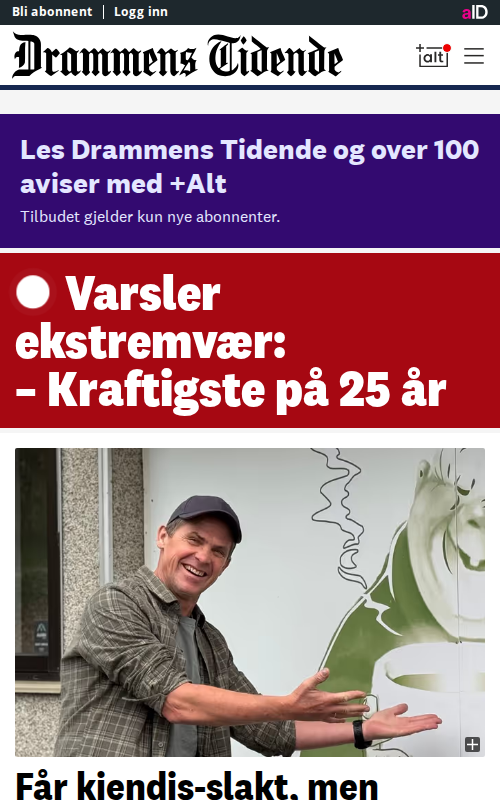 Bli abonnent | Logg inn
aID
Drammens Tidende
+alt
Les Drammens Tidende og over 100
aviser med +Alt
Tilbudet gjelder kun nye abonnenter.
Varsler
ekstremvær:
– Kraftigste på 25 år
Får kjendis-slakt, men